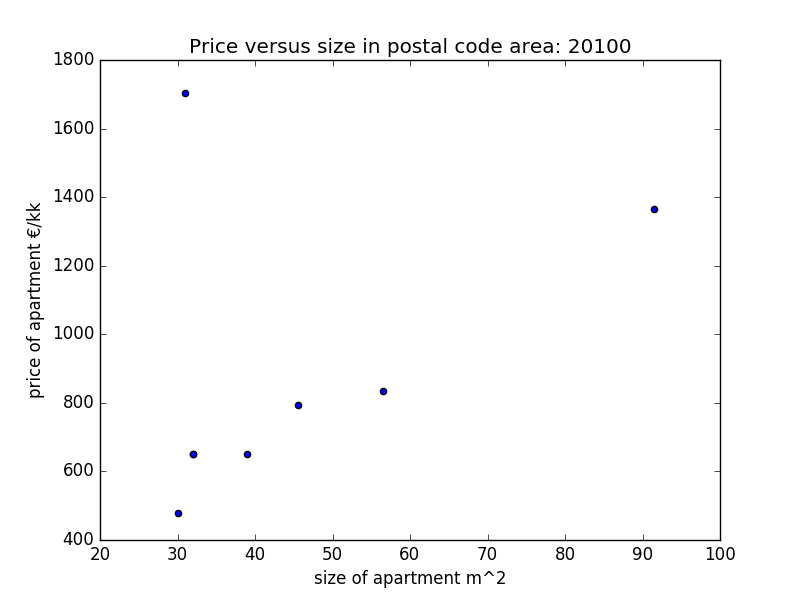 Price versus size in postal code area: 20100
1800
1600
1400
1200
1000
800
600
400
price of apartment €/kk
20 30 40 50 60 70 80 90 100
size of apartment m^2